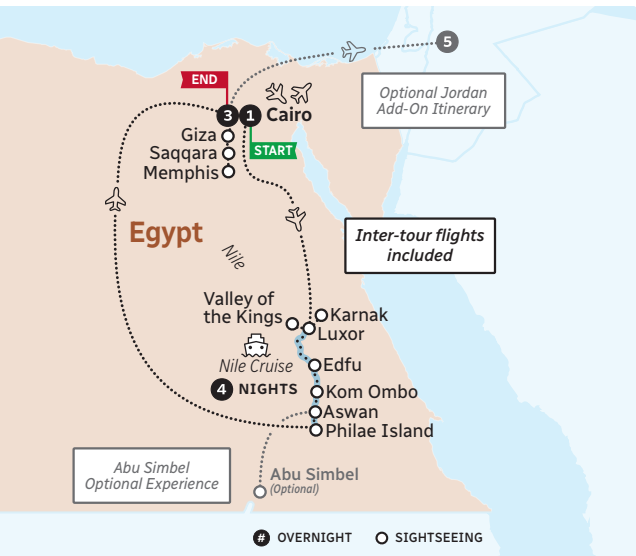 5
END
Optional Jordan
Add-On Itinerary
3
1
Cairo
Giza
START
Saqqara
Memphis
Egypt
Inter-tour flights
included
Nile
Valley of
the Kings
Karnak
Luxor
Nile Cruise
Edfu
4 NIGHTS
Kom Ombo
Aswan
Philae Island
Abu Simbel
Optional Experience
Abu Simbel
(Optional)
# OVERNIGHT
SIGHTSEEING